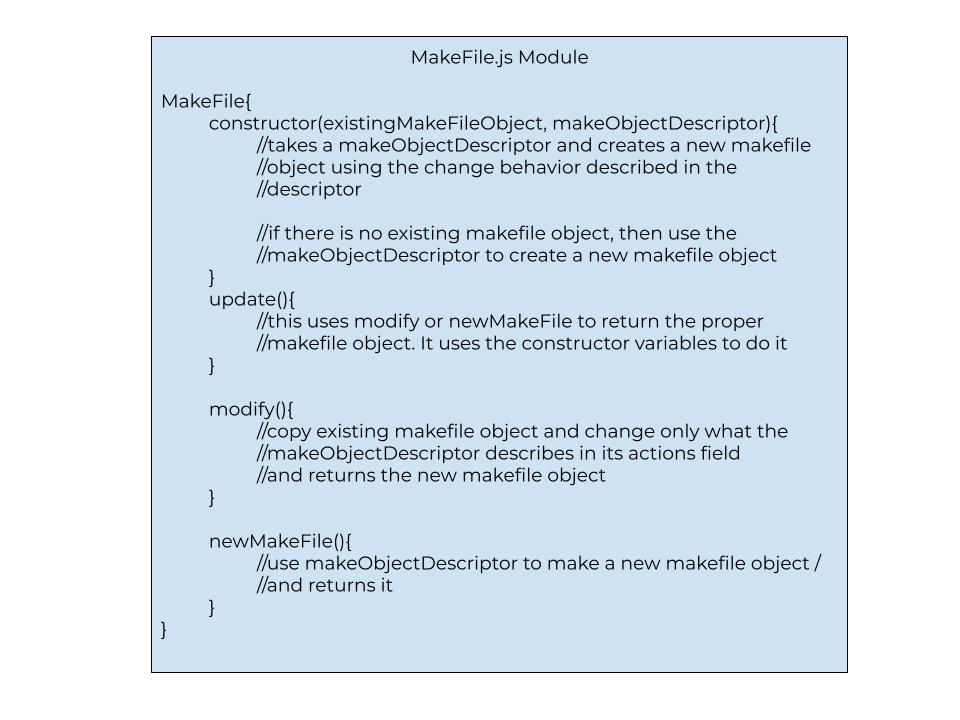 MakeFile.js Module
MakeFile{
constructor(existingMakeFileObject, makeObjectDescriptor){
//takes a makeObjectDescriptor and creates a new makefile
//object using the change behavior described in the
//descriptor
//if there is no existing makefile object, then use the
//makeObjectDescriptor to create a new makefile object
}
update(){
//this uses modify or newMakeFile to return the proper
//makefile object. It uses the constructor variables to do it
}
modify(){
//copy existing makefile object and change only what the
//makeObjectDescriptor describes in its actions field
//and returns the new makefile object
}
newMakeFile(){
//use makeObjectDescriptor to make a new makefile object /
//and returns it
}
}